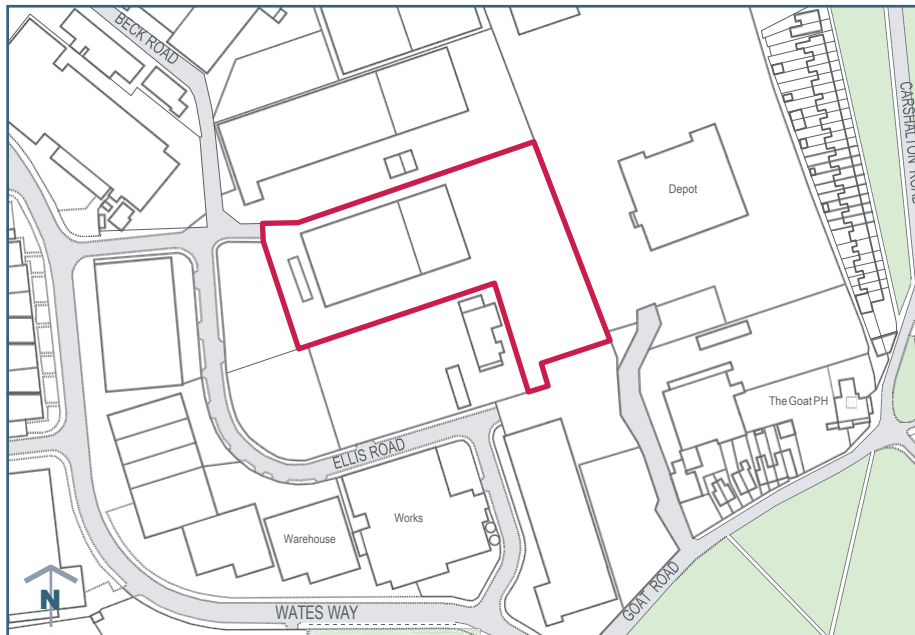 BECK ROAD
CARSHALTON ROAD
Depot
The Goat PH
ELLIS ROAD
Works
Warehouse
GOAT ROAD
N
WATES WAY